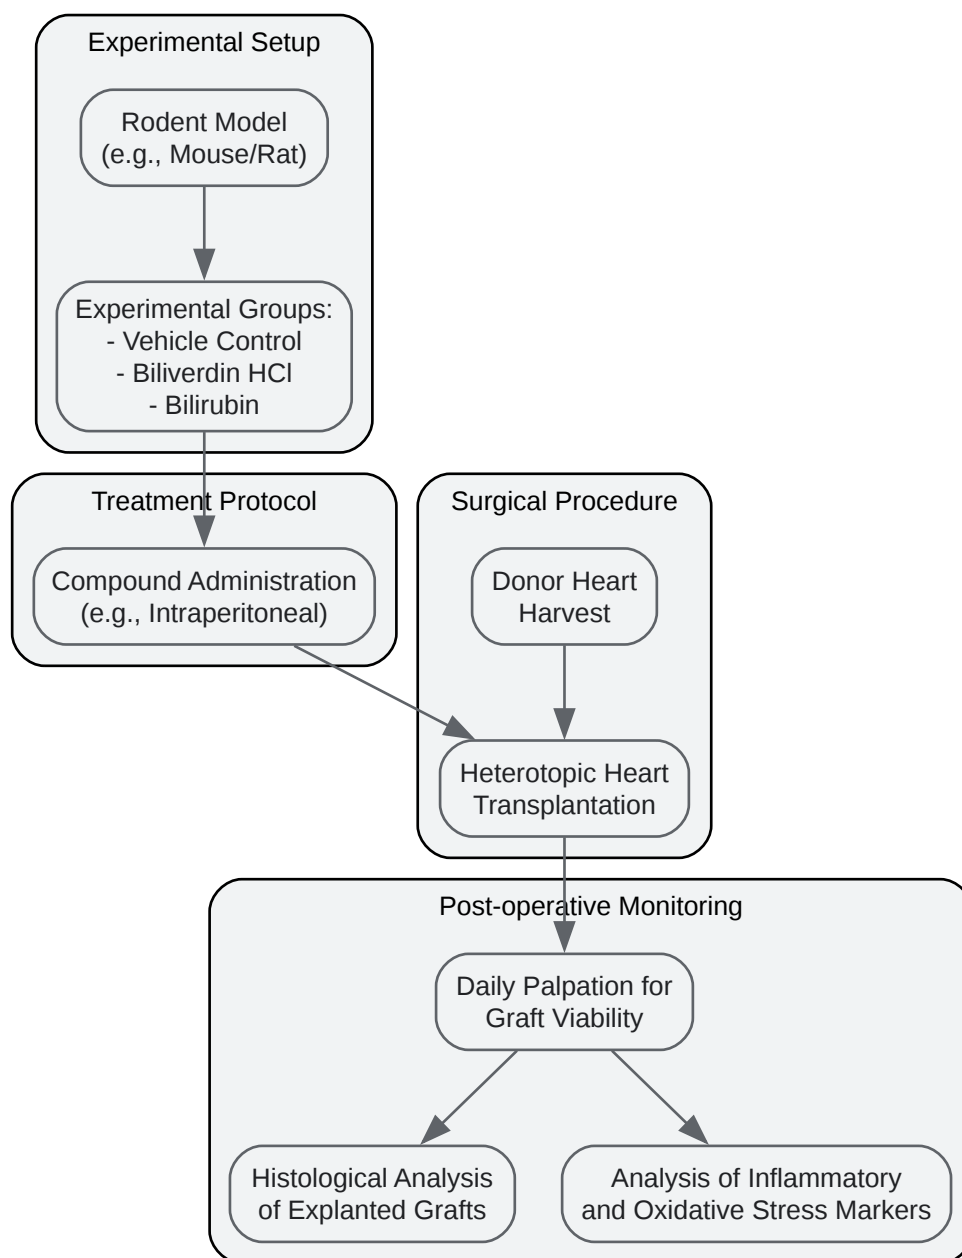 Experimental Setup
Rodent Model
(e.g., Mouse/Rat)
Experimental Groups:
- Vehicle Control
- Biliverdin HCl
- Bilirubin
Treatment Protocol
Compound Administration
(e.g., Intraperitoneal)
Surgical Procedure
Donor Heart
Harvest
Heterotopic Heart
Transplantation
Post-operative Monitoring
Daily Palpation for
Graft Viability
Histological Analysis
of Explanted Grafts
Analysis of Inflammatory
and Oxidative Stress Markers